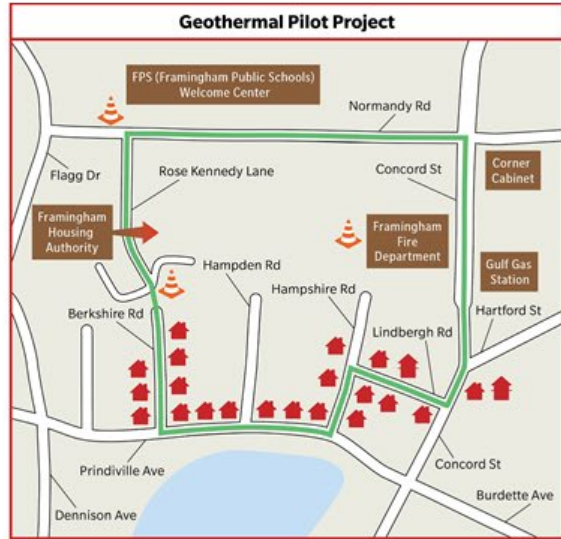 Geothermal Pilot Project
FPS (Framingham Public Schools)
Welcome Center
Normandy Rd
Flagg Dr
Rose Kennedy Lane
Concord St
Corner
Cabinet
Framingham
Housing
Authority
Framingham
Fire
Department
Hampden Rd
Gulf Gas
Station
Hampshire Rd
Hartford St
Berkshire Rd
Lindbergh Rd
Prindiville Ave
Concord St
Burdette Ave
Dennison Ave